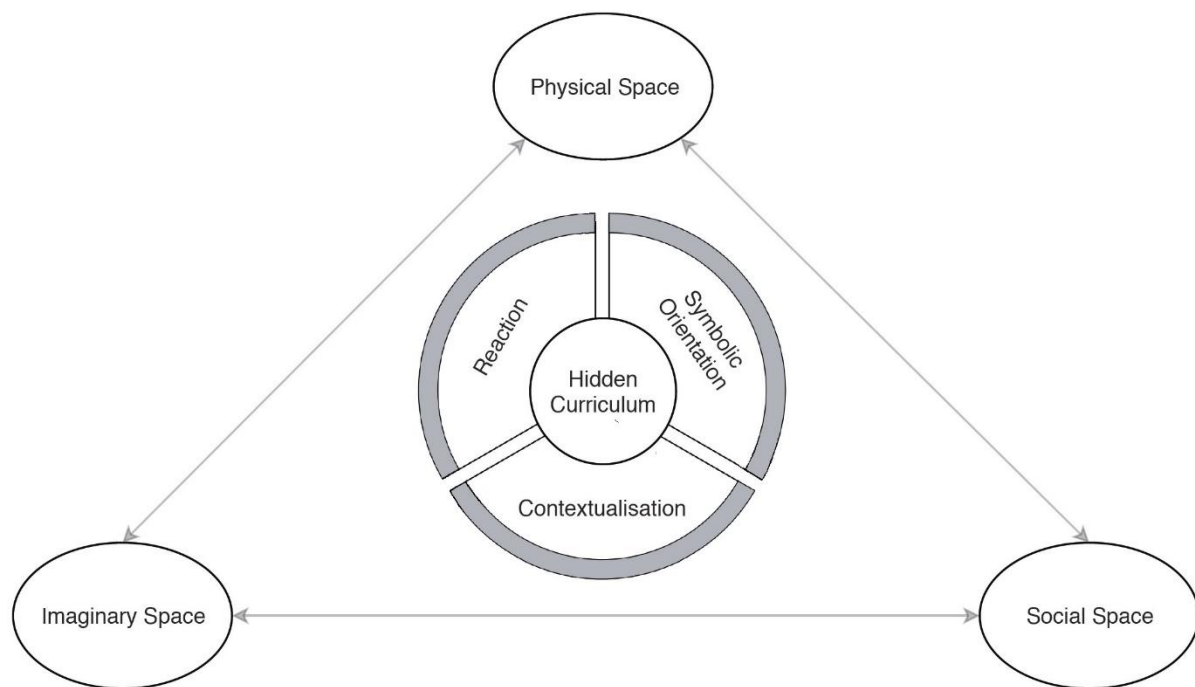 Physical Space
Reaction
Symbolic
Orientation
Hidden
Curriculum
Contextualisation
Imaginary Space
Social Space